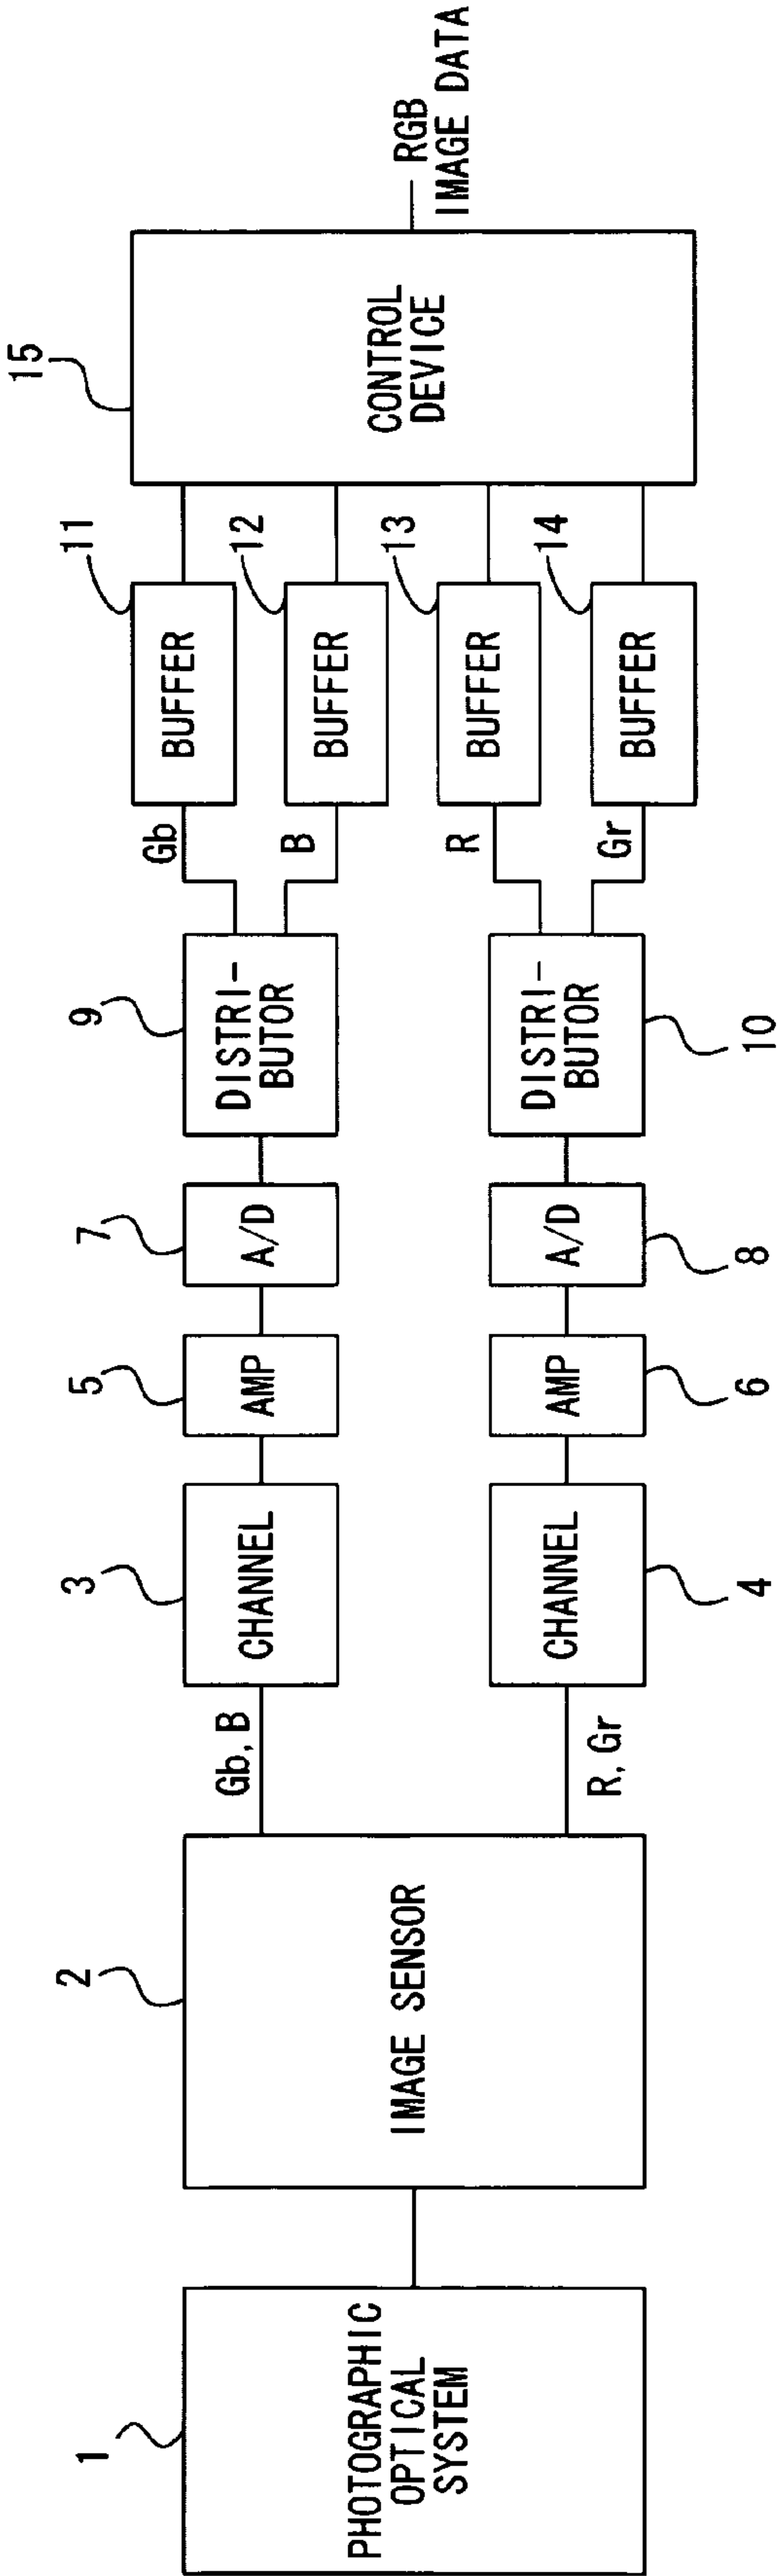 1
PHOTOGRAPHIC
OPTICAL
SYSTEM
2
IMAGE SENSOR
Gb, B
R, Gr
3
CHANNEL
4
CHANNEL
5
AMP
6
AMP
7
A/D
8
A/D
9
DISTRI-
BUTOR
10
DISTRI-
BUTOR
Gb
B
R
Gr
11
BUFFER
12
BUFFER
13
BUFFER
14
BUFFER
15
CONTROL
DEVICE
RGB
IMAGE DATA